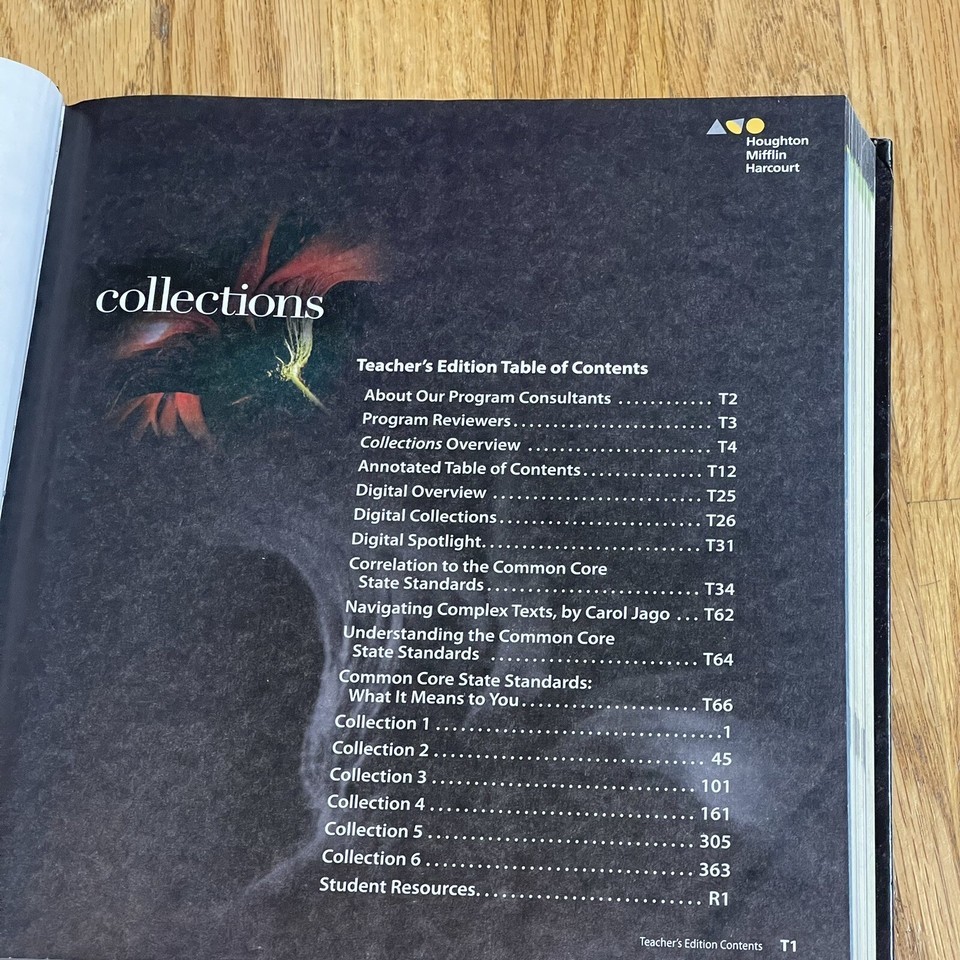 Houghton
Mifflin
Harcourt
collections
Teacher's Edition Table of Contents
About Our Program Consultants ............ T2
Program Reviewers......................... T3
Collections Overview ....................... T4
Annotated Table of Contents............... T12
Digital Overview ........................... T25
Digital Collections.......................... T26
Digital Spotlight............................ T31
Correlation to the Common Core
State Standards........................... T34
Navigating Complex Texts, by Carol Jago ... T62
Understanding the Common Core
State Standards .......................... T64
Common Core State Standards:
What It Means to You...................... T66
Collection 1 ....................................1
Collection 2 .................................. 45
Collection 3 ................................. 101
Collection 4 ................................. 161
Collection 5 ................................. 305
Collection 6 ................................. 363
Student Resources............................ R1
Teacher's Edition Contents T1